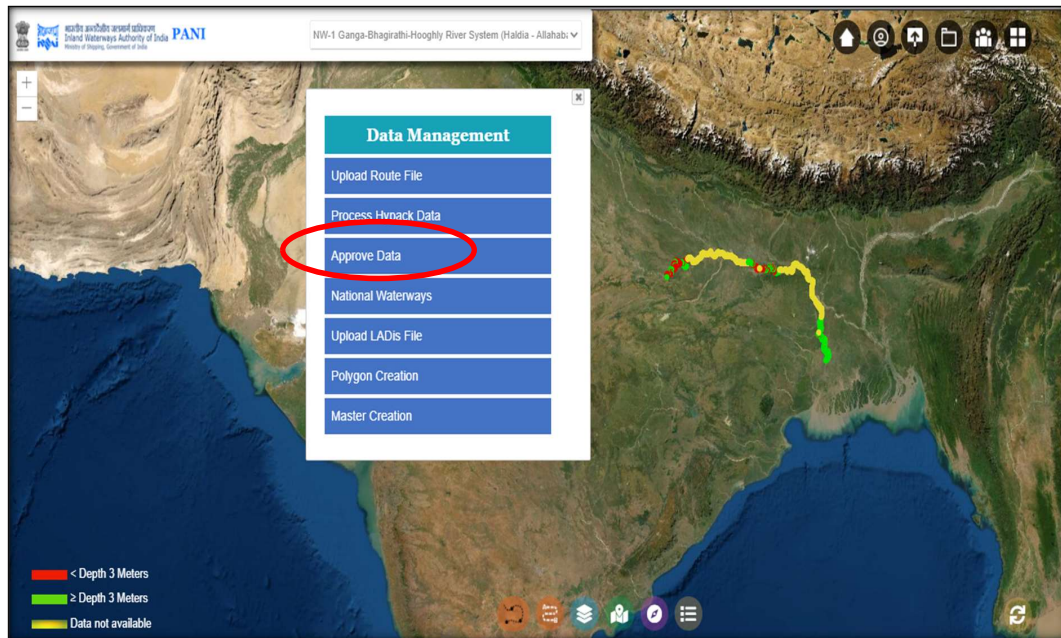 भारतीय अन्तर्देशीय जलमार्ग प्राधिकरण
Inland Waterways Authority of India
Ministry of Shipping, Government of India
PANI
NW-1 Ganga-Bhagirathi-Hooghly River System (Haldia - Allahaba
Data Management
Upload Route File
Process Hypack Data
Approve Data
National Waterways
Upload LADis File
Polygon Creation
Master Creation
< Depth 3 Meters
≥ Depth 3 Meters
Data not available